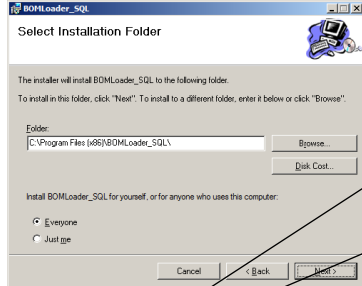 BOMLoader_SQL
Select Installation Folder
The installer will install BOMLoader_SQL to the following folder.
To install in this folder, click "Next". To install to a different folder, enter it below or click "Browse".
Folder:
C:\Program Files (x86)\BOMLoader_SQL\
Browse...
Disk Cost...
Install BOMLoader_SQL for yourself, or for anyone who uses this computer:
Everyone
Just me
Cancel
< Back
Next >